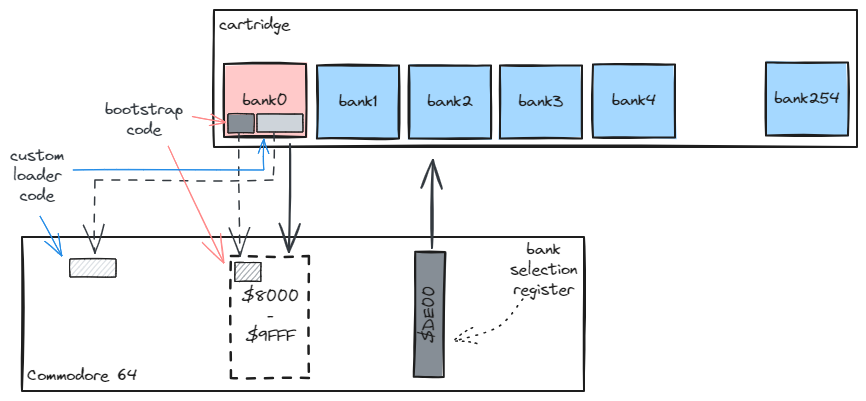 cartridge
bank0
bank1
bank2
bank3
bank4
bank254
bootstrap
code
custom
loader
code
$8000
-
$9FFF
$DE00
bank
selection
register
Commodore 64